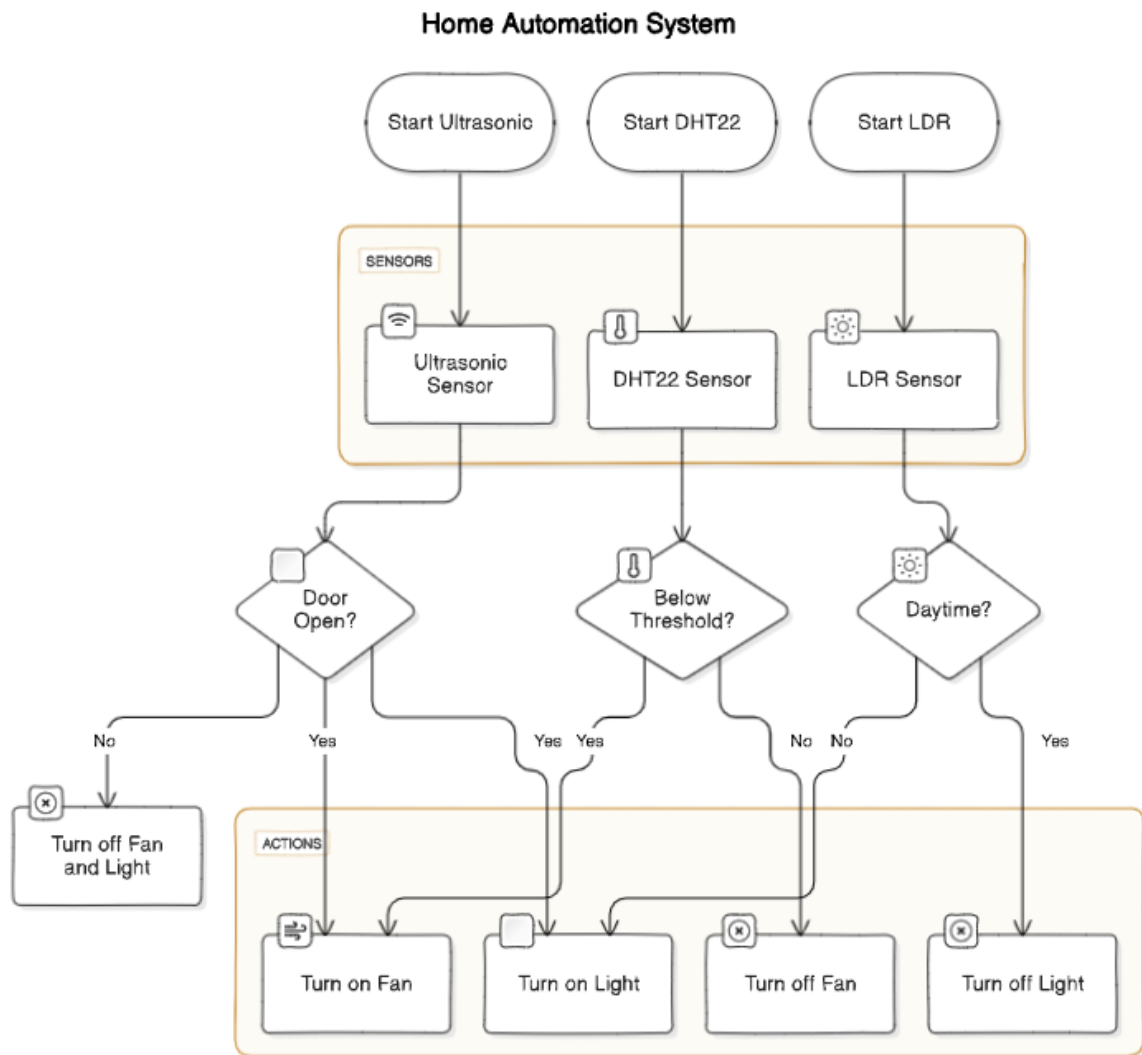 Home Automation System
Start Ultrasonic
Start DHT22
Start LDR
SENSORS
Ultrasonic
Sensor
DHT22 Sensor
LDR Sensor
Door
Open?
Below
Threshold?
Daytime?
No
Yes
Yes
Yes
No
No
Yes
Turn off Fan
and Light
ACTIONS
Turn on Fan
Turn on Light
Turn off Fan
Turn off Light